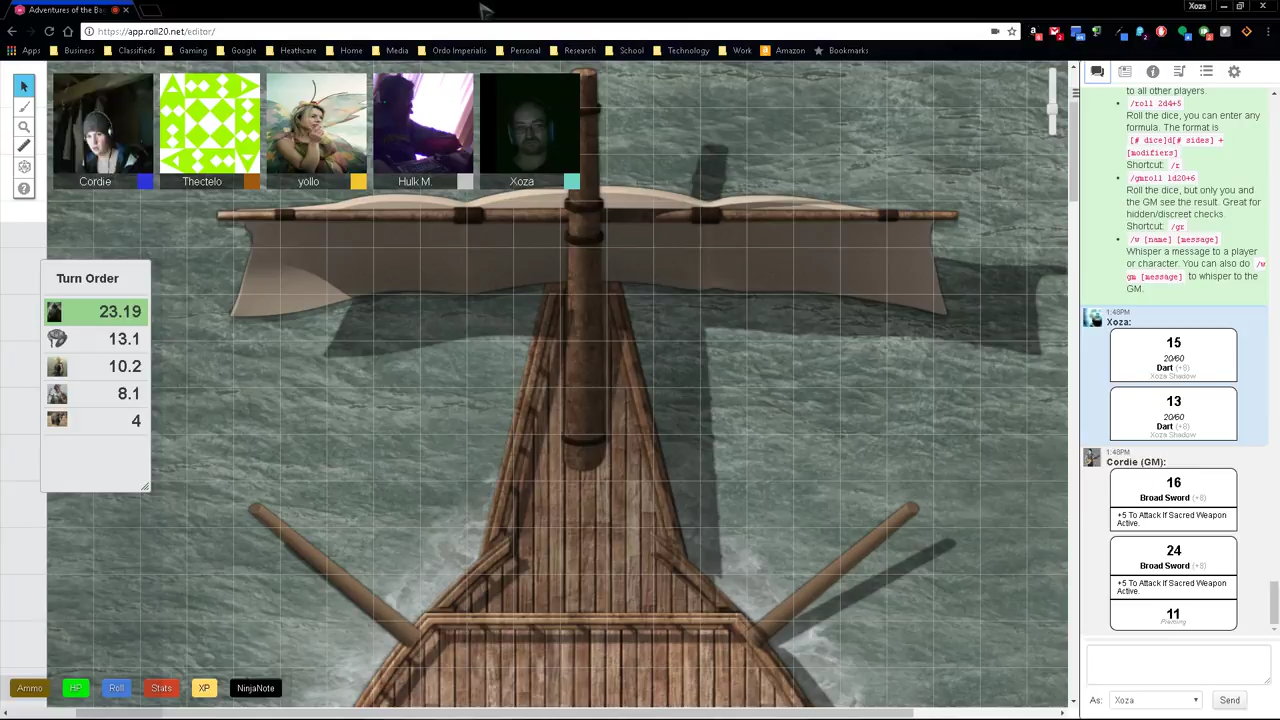 Adventures of the Ba
Xoza
https://app.roll20.net/editor/
Apps
Business
Classifieds
Gaming
Google
Heathcare
Home
Media
Ordo Imperialis
Personal
Research
School
Technology
Work
Amazon
Bookmarks
Cordie
Thectelo
yollo
Hulk M.
Xoza
Turn Order
23.19
13.1
10.2
8.1
4
Ammo
HP
Roll
Stats
XP
NinjaNote
to all other players.
/roll 2d4+5
Roll the dice, you can enter any
formula. The format is
[# dice]d[# sides] +
[modifiers]
Shortcut: /r
/gmroll 1d20+6
Roll the dice, but only you and
the GM see the result. Great for
hidden/discreet checks.
Shortcut: /gr
/w [name] [message]
Whisper a message to a player
or character. You can also do /w
gm [message] to whisper to the
GM.
1:48PM
Xoza:
15
20/60
Dart (+8)
Xoza Shadow
13
20/60
Dart (+8)
Xoza Shadow
1:48PM
Cordie (GM):
16
Broad Sword (+8)
+5 To Attack If Sacred Weapon
Active.
24
Broad Sword (+8)
+5 To Attack If Sacred Weapon
Active.
11
Piercing
As:
Xoza
Send